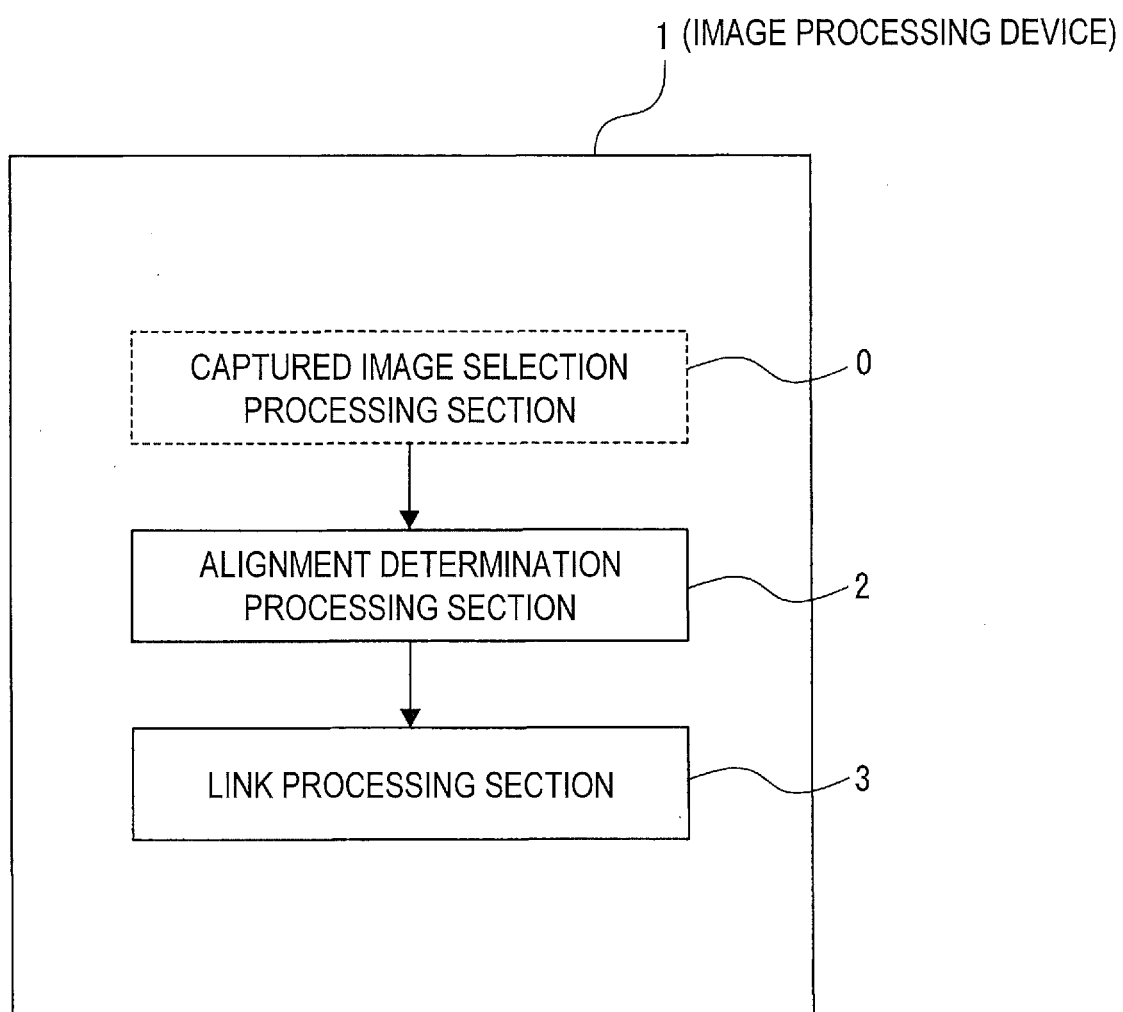 1 (IMAGE PROCESSING DEVICE)
CAPTURED IMAGE SELECTION
PROCESSING SECTION
0
ALIGNMENT DETERMINATION
PROCESSING SECTION
2
LINK PROCESSING SECTION
3